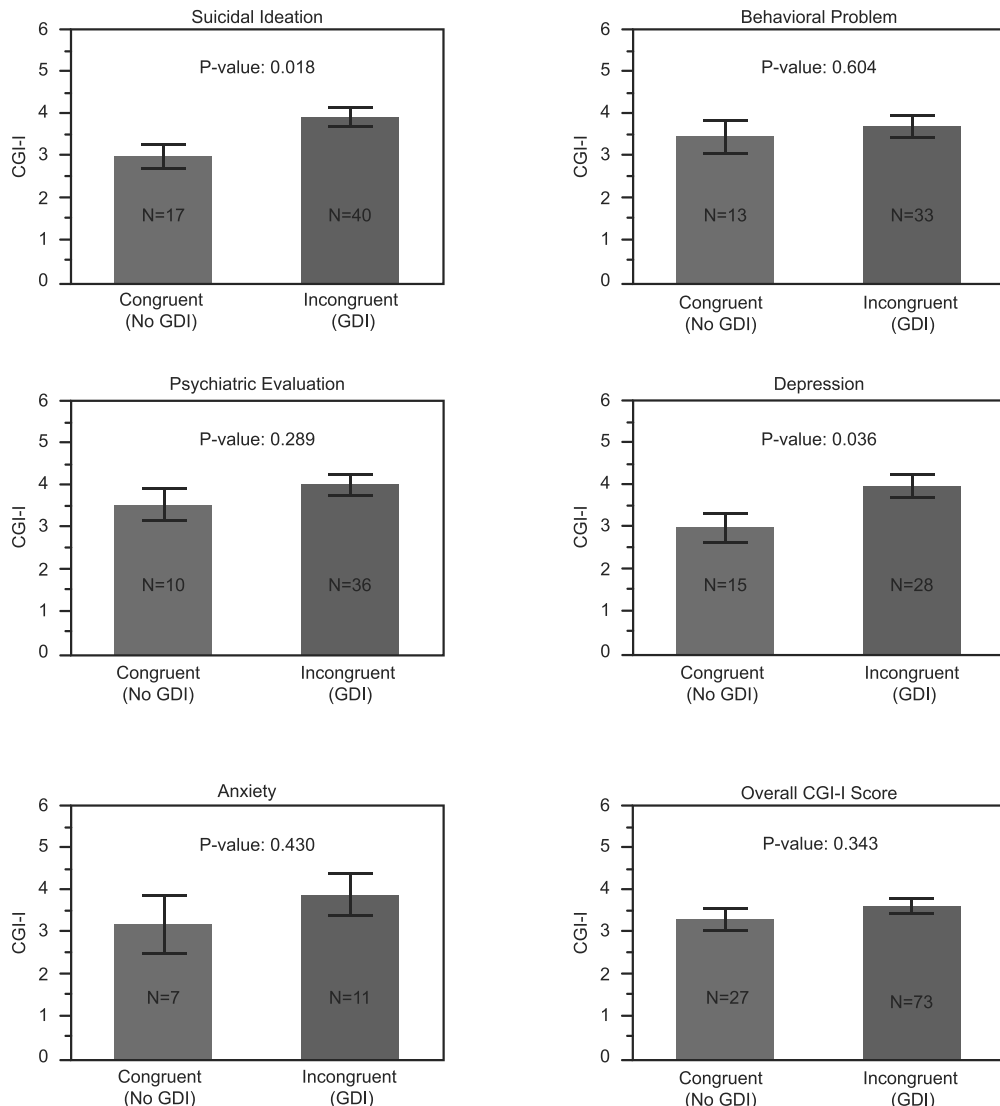 Suicidal Ideation
6
5
4
3
2
1
0
CGI-I
P-value: 0.018
N=17
N=40
Congruent
(No GDI)
Incongruent
(GDI)
Behavioral Problem
6
5
4
3
2
1
0
CGI-I
P-value: 0.604
N=13
N=33
Congruent
(No GDI)
Incongruent
(GDI)
Psychiatric Evaluation
6
5
4
3
2
1
0
CGI-I
P-value: 0.289
N=10
N=36
Congruent
(No GDI)
Incongruent
(GDI)
Depression
6
5
4
3
2
1
0
CGI-I
P-value: 0.036
N=15
N=28
Congruent
(No GDI)
Incongruent
(GDI)
Anxiety
6
5
4
3
2
1
0
CGI-I
P-value: 0.430
N=7
N=11
Congruent
(No GDI)
Incongruent
(GDI)
Overall CGI-I Score
6
5
4
3
2
1
0
CGI-I
P-value: 0.343
N=27
N=73
Congruent
(No GDI)
Incongruent
(GDI)